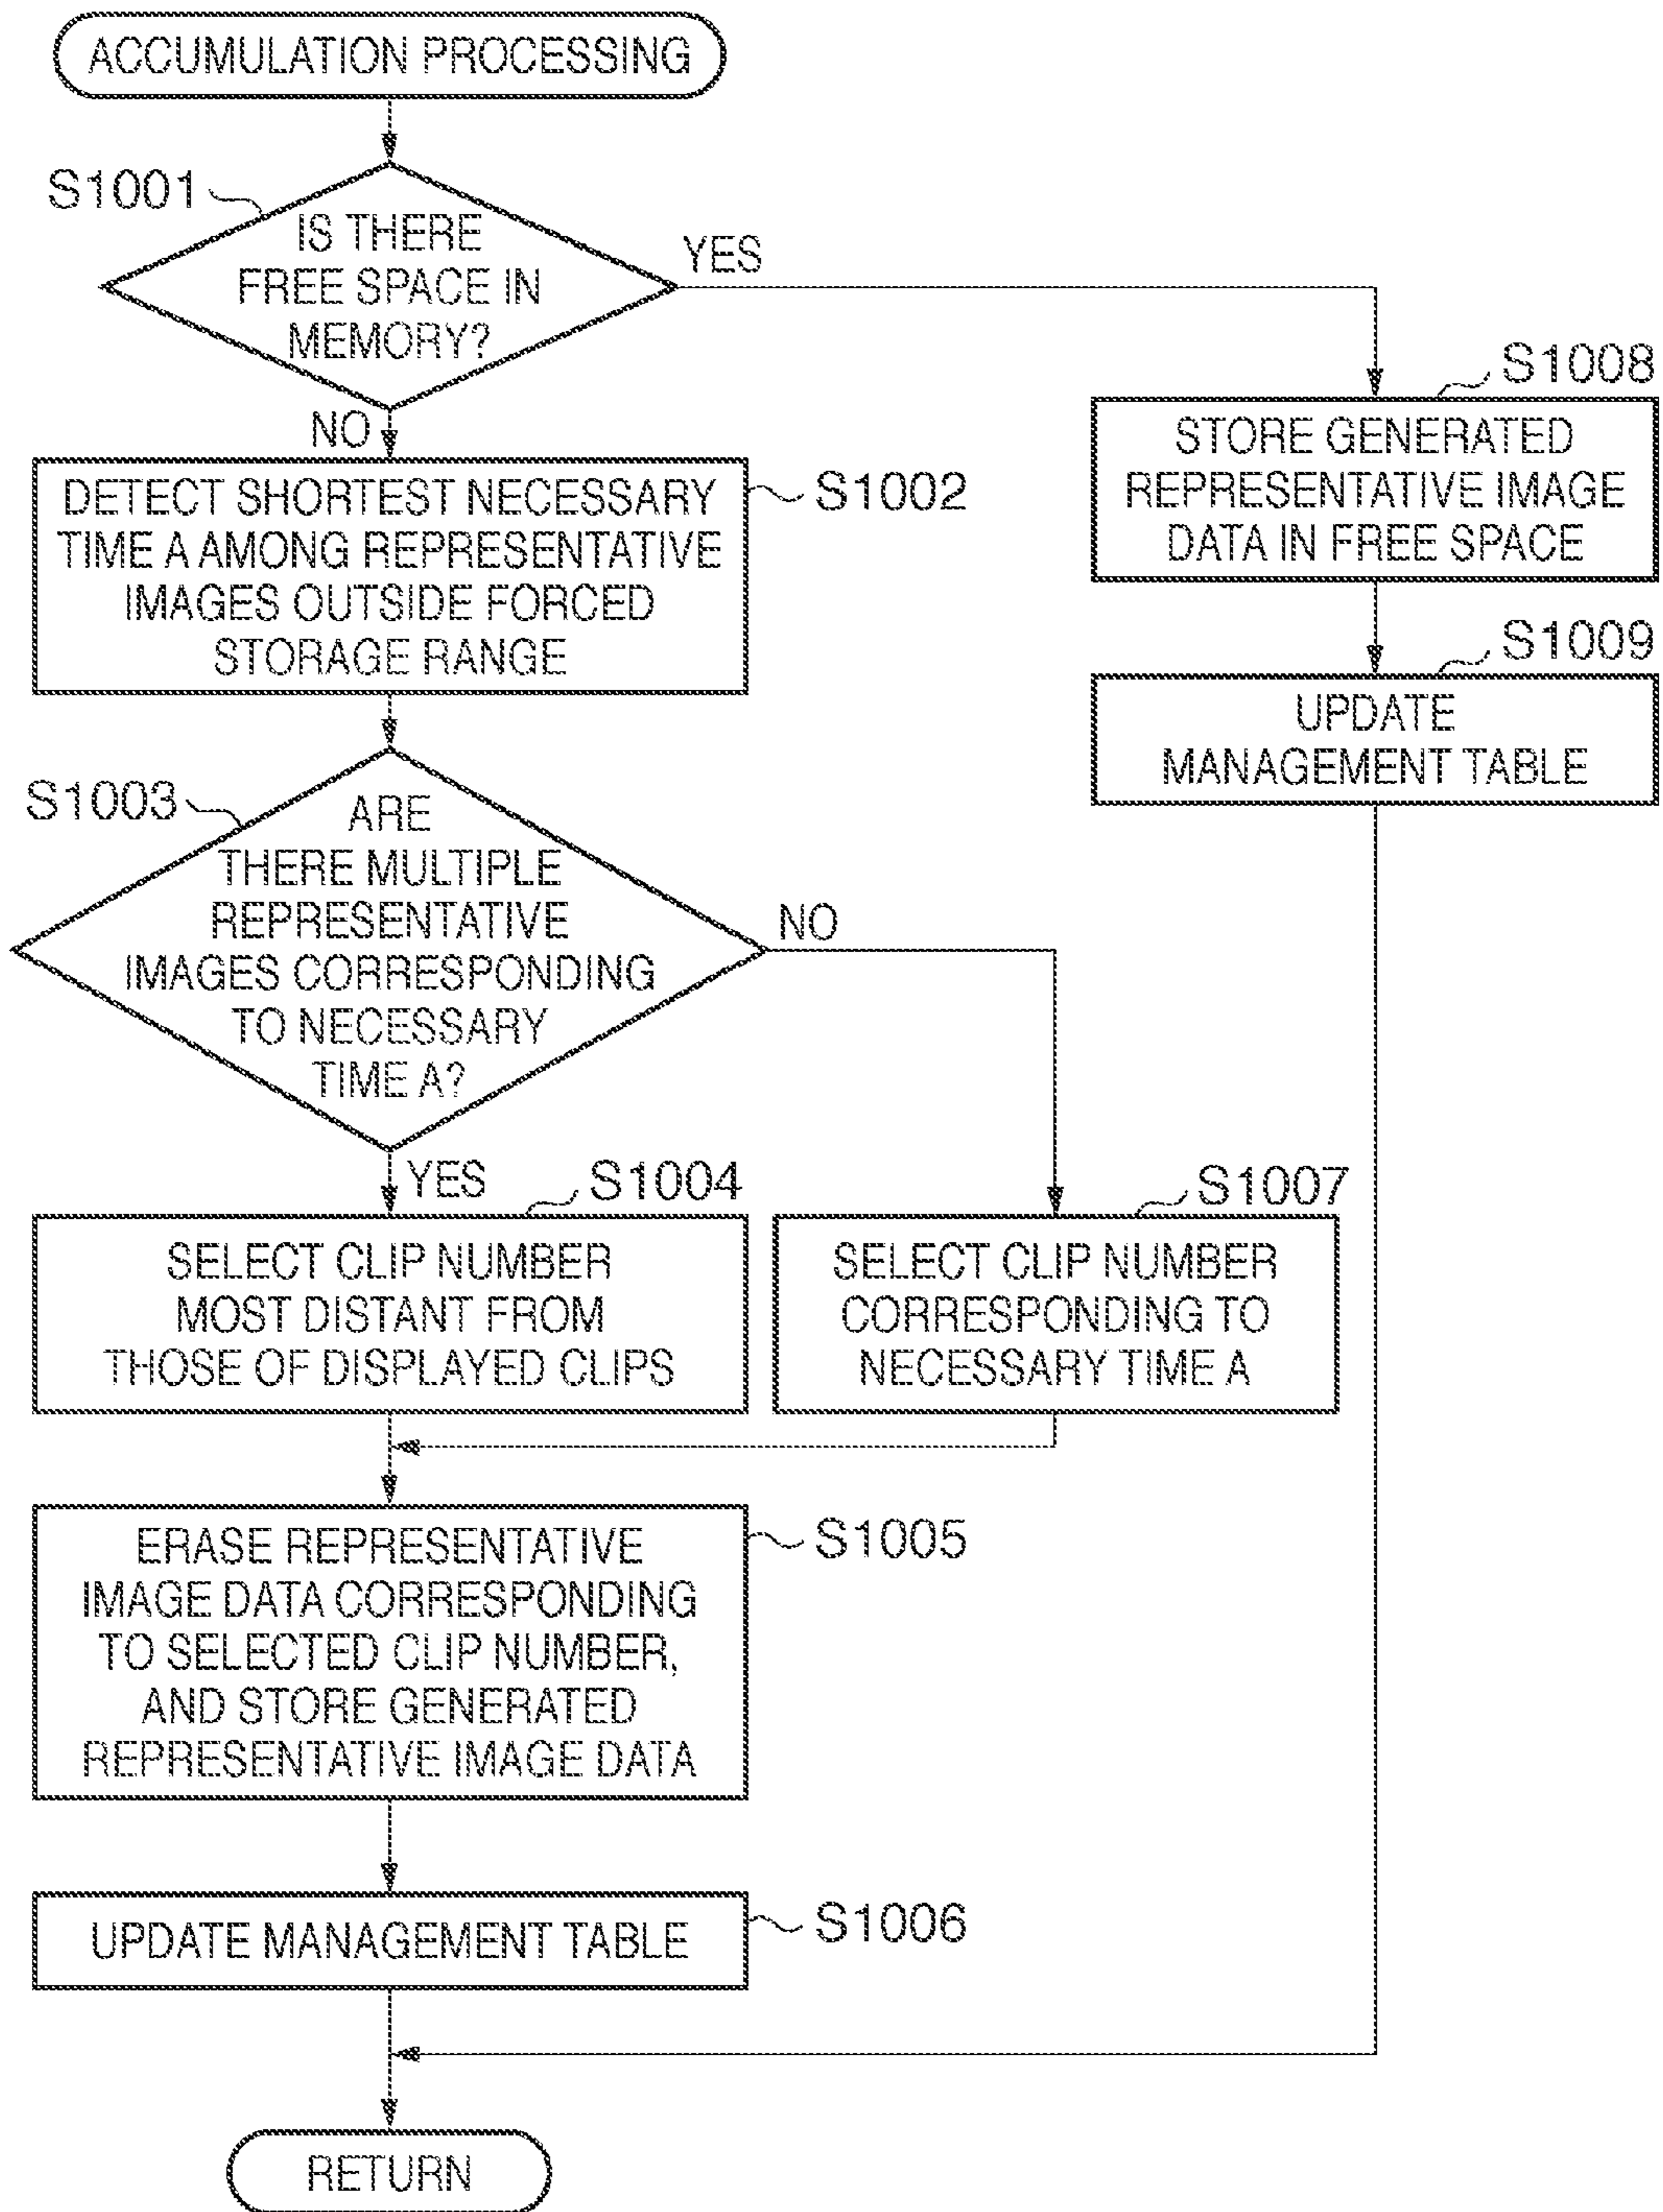 ACCUMULATION PROCESSING
S1001
IS THERE
FREE SPACE IN
MEMORY?
YES
NO
S1008
STORE GENERATED
REPRESENTATIVE IMAGE
DATA IN FREE SPACE
S1002
DETECT SHORTEST NECESSARY
TIME A AMONG REPRESENTATIVE
IMAGES OUTSIDE FORCED
STORAGE RANGE
S1009
UPDATE
MANAGEMENT TABLE
S1003
ARE
THERE MULTIPLE
REPRESENTATIVE
IMAGES CORRESPONDING
TO NECESSARY
TIME A?
NO
YES
S1004
SELECT CLIP NUMBER
MOST DISTANT FROM
THOSE OF DISPLAYED CLIPS
S1007
SELECT CLIP NUMBER
CORRESPONDING TO
NECESSARY TIME A
S1005
ERASE REPRESENTATIVE
IMAGE DATA CORRESPONDING
TO SELECTED CLIP NUMBER,
AND STORE GENERATED
REPRESENTATIVE IMAGE DATA
UPDATE MANAGEMENT TABLE
S1006
RETURN